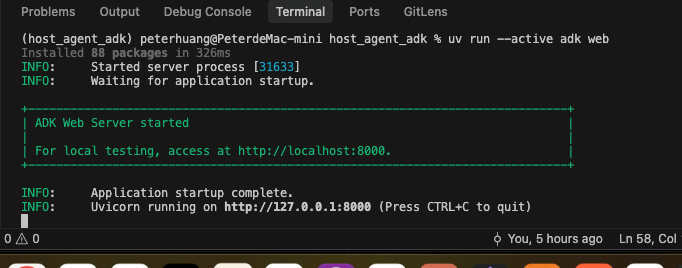 Problems Output Debug Console Terminal Ports GitLens
(host_agent_adk) peterhuang@PeterdeMac-mini host_agent_adk % uv run --active adk web
Installed 88 packages in 326ms
INFO: Started server process [31633]
INFO: Waiting for application startup.
+-----------------------------------------------------------------------------+
| ADK Web Server started |
| |
| For local testing, access at http://localhost:8000. |
+-----------------------------------------------------------------------------+
INFO: Application startup complete.
INFO: Uvicorn running on http://127.0.0.1:8000 (Press CTRL+C to quit)
0 ⚠ 0 You, 5 hours ago Ln 58, Col